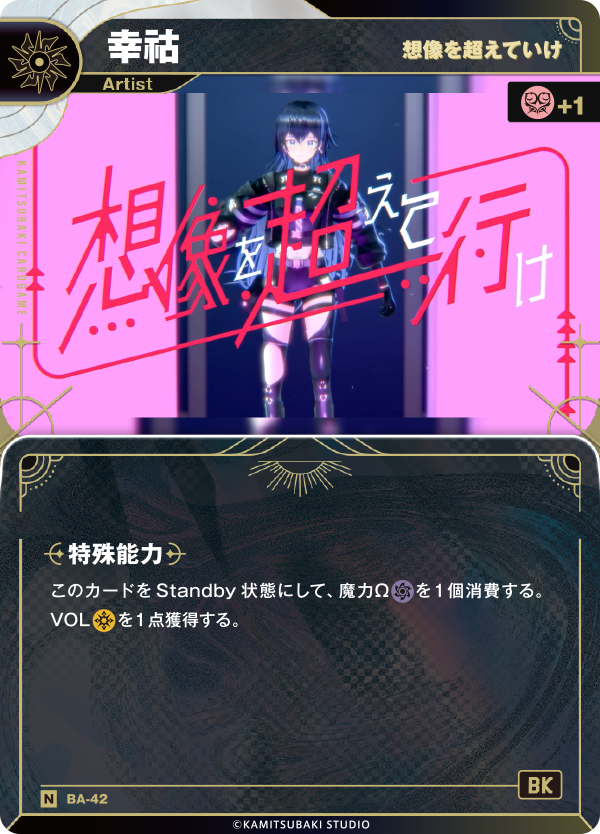 幸祜
想像を超えていけ
Artist
+1
KAMITSUBAKI CARDGAME
想像を超えて行け
特殊能力
このカードをStandby状態にして、魔力Ωを1個消費する。
VOLを1点獲得する。
BK
N BA-42
©KAMITSUBAKI STUDIO